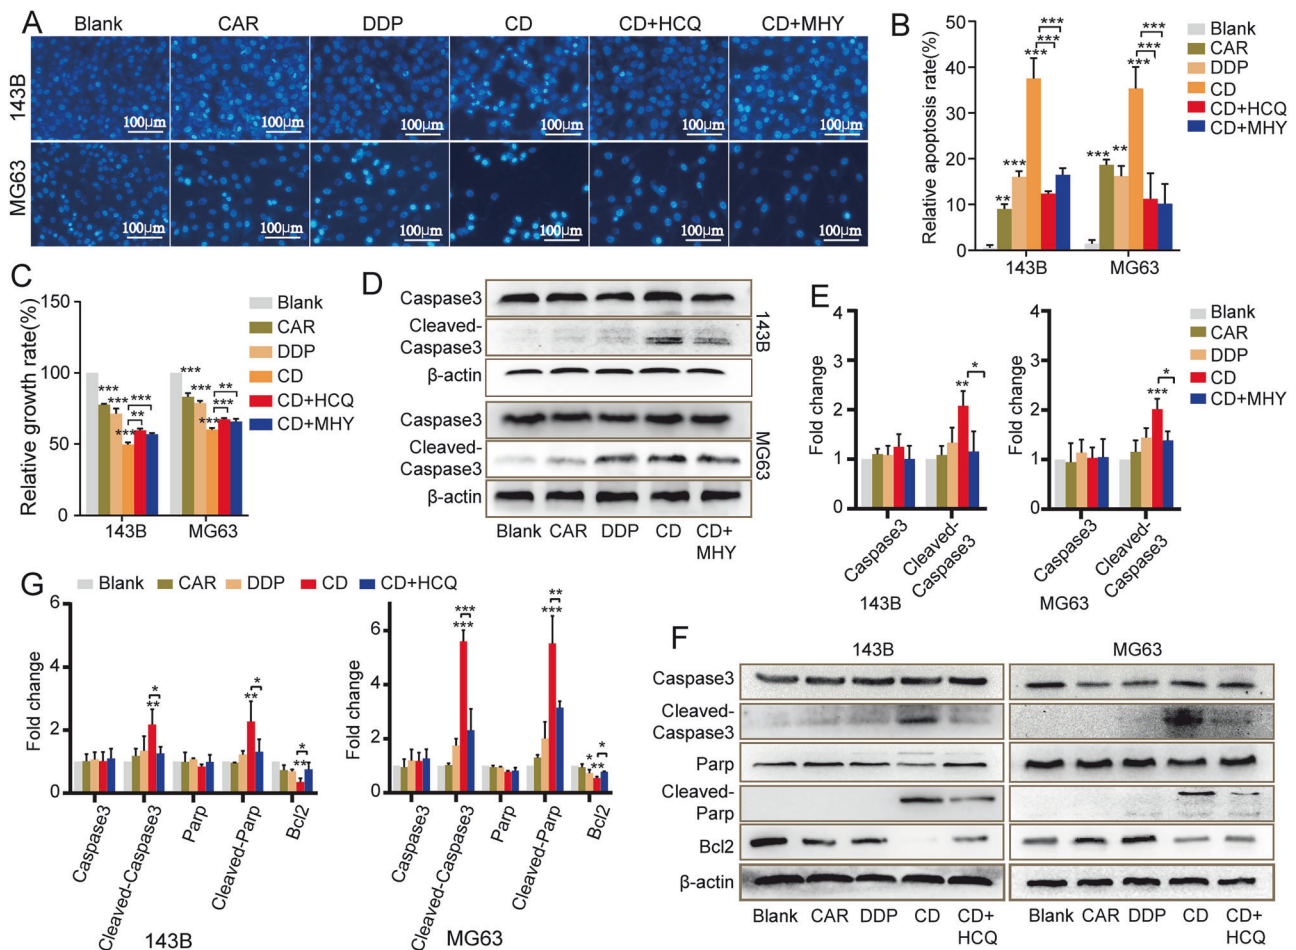 A
Blank CAR DDP CD CD+HCQ CD+MHY
143B
100μm 100μm 100μm 100μm 100μm 100μm
MG63
100μm 100μm 100μm 100μm 100μm 100μm
B
Relative apoptosis rate(%)
50
40
30
20
10
0
*** *** *** ** ***
*** *** *** *** **
143B MG63
Blank
CAR
DDP
CD
CD+HCQ
CD+MHY
C
Relative growth rate(%)
150
100
50
0
*** *** *** ** ***
*** *** *** *** **
143B MG63
Blank
CAR
DDP
CD
CD+HCQ
CD+MHY
D
Caspase3
Cleaved-
Caspase3
β-actin
143B
Caspase3
Cleaved-
Caspase3
β-actin
MG63
Blank CAR DDP CD CD+
MHY
E
Fold change
4
3
2
1
0
** *
Caspase3
Cleaved-
Caspase3
143B
Fold change
4
3
2
1
0
*** *
Caspase3
Cleaved-
Caspase3
MG63
Blank
CAR
DDP
CD
CD+MHY
G
Blank CAR DDP CD CD+HCQ
Fold change
6
4
2
0
** * ** * ** *
Caspase3
Cleaved-Caspase3
Parp
Cleaved-Parp
Bcl2
143B
Fold change
6
4
2
0
*** *** *** ** * ** *
Caspase3
Cleaved-Caspase3
Parp
Cleaved-Parp
Bcl2
MG63
F
143B MG63
Caspase3
Cleaved-
Caspase3
Parp
Cleaved-
Parp
Bcl2
β-actin
Blank CAR DDP CD CD+
HCQ
Blank CAR DDP CD CD+
HCQ